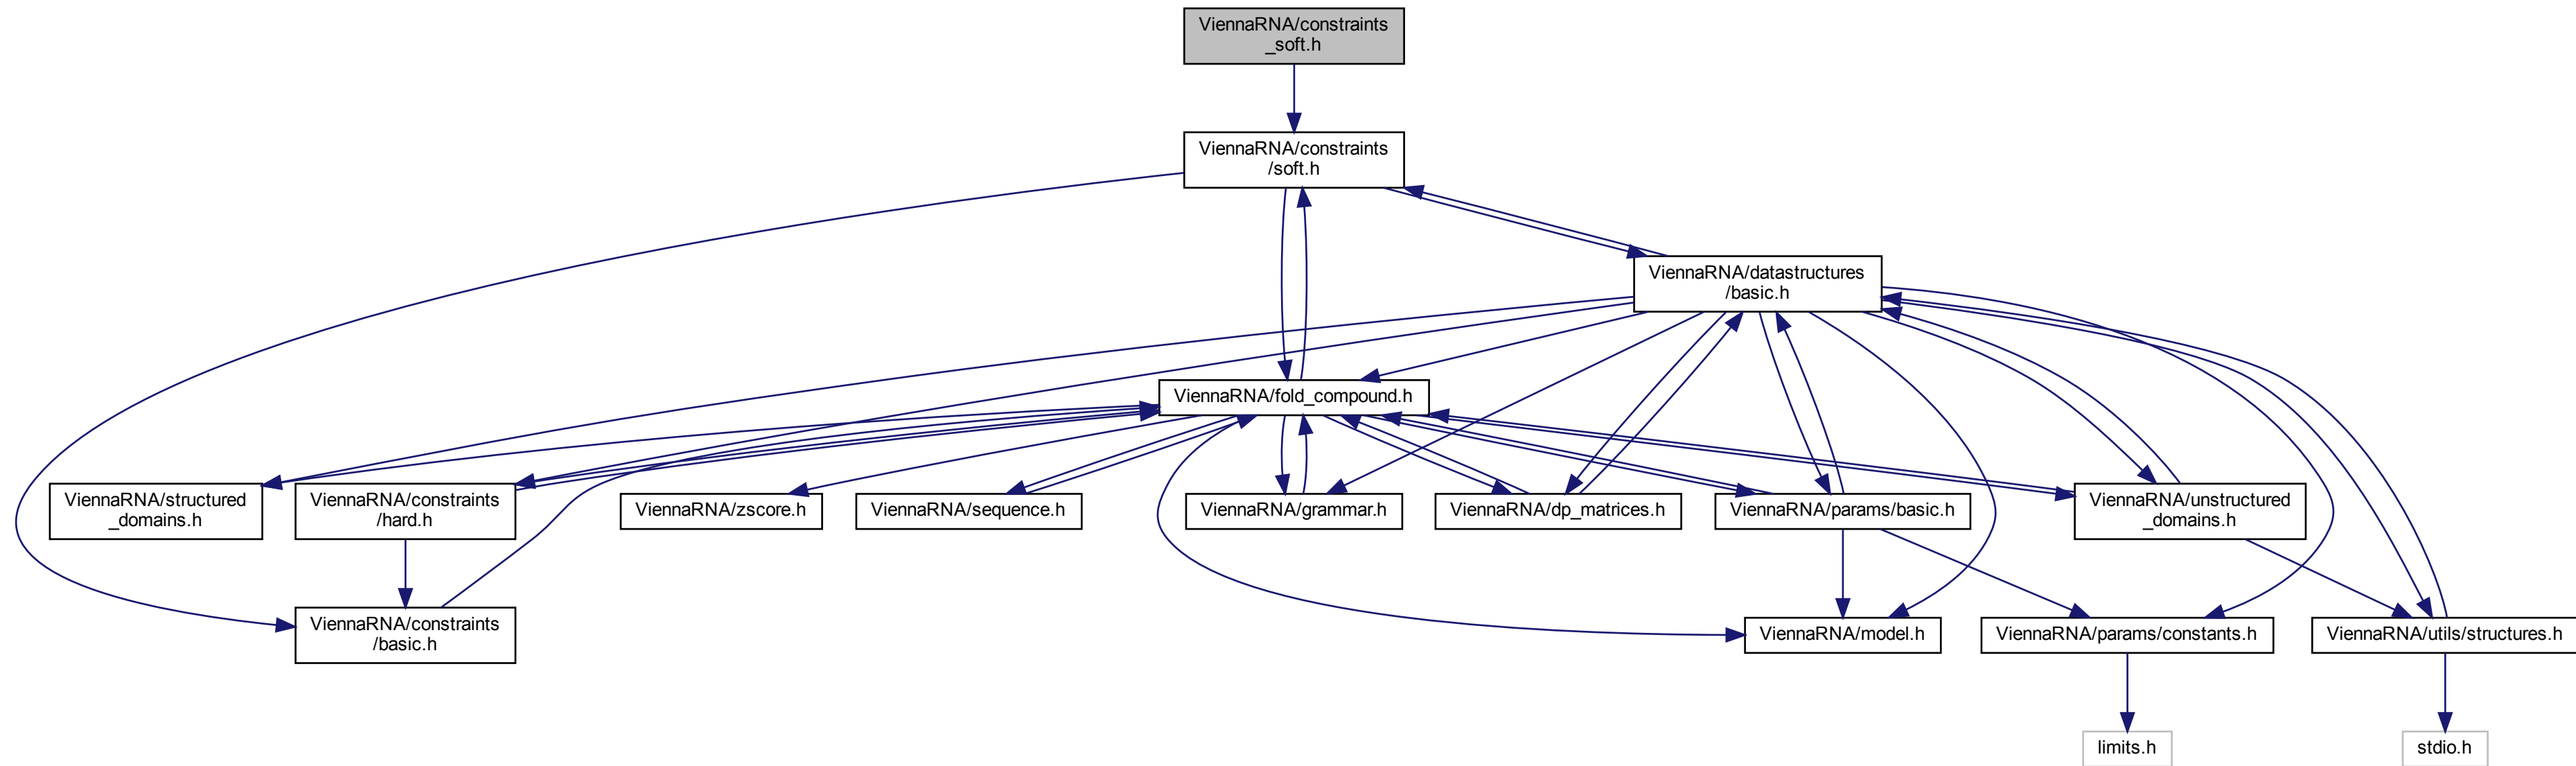 ViennaRNA/constraints
_soft.h
ViennaRNA/constraints
/soft.h
ViennaRNA/datastructures
/basic.h
ViennaRNA/fold_compound.h
ViennaRNA/structured
_domains.h
ViennaRNA/constraints
/hard.h
ViennaRNA/zscore.h
ViennaRNA/sequence.h
ViennaRNA/grammar.h
ViennaRNA/dp_matrices.h
ViennaRNA/params/basic.h
ViennaRNA/unstructured
_domains.h
ViennaRNA/constraints
/basic.h
ViennaRNA/model.h
ViennaRNA/params/constants.h
ViennaRNA/utils/structures.h
limits.h
stdio.h